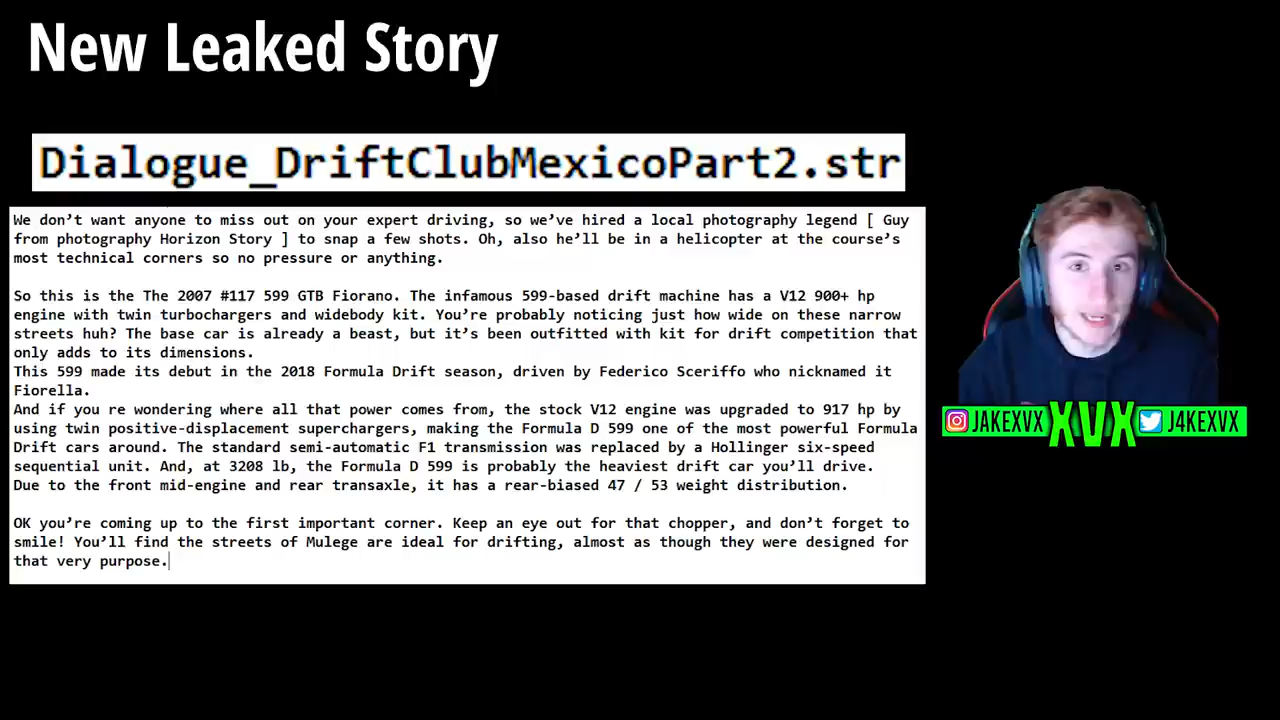 New Leaked Story
Dialogue_DriftClubMexicoPart2.str
We don’t want anyone to miss out on your expert driving, so we’ve hired a local photography legend [ Guy
from photography Horizon Story ] to snap a few shots. Oh, also he’ll be in a helicopter at the course’s
most technical corners so no pressure or anything.
So this is the The 2007 #117 599 GTB Fiorano. The infamous 599-based drift machine has a V12 900+ hp
engine with twin turbochargers and widebody kit. You’re probably noticing just how wide on these narrow
streets huh? The base car is already a beast, but it’s been outfitted with kit for drift competition that
only adds to its dimensions.
This 599 made its debut in the 2018 Formula Drift season, driven by Federico Sceriffo who nicknamed it
Fiorella.
And if you re wondering where all that power comes from, the stock V12 engine was upgraded to 917 hp by
using twin positive-displacement superchargers, making the Formula D 599 one of the most powerful Formula
Drift cars around. The standard semi-automatic F1 transmission was replaced by a Hollinger six-speed
sequential unit. And, at 3208 lb, the Formula D 599 is probably the heaviest drift car you’ll drive.
Due to the front mid-engine and rear transaxle, it has a rear-biased 47 / 53 weight distribution.
OK you’re coming up to the first important corner. Keep an eye out for that chopper, and don’t forget to
smile! You’ll find the streets of Mulege are ideal for drifting, almost as though they were designed for
that very purpose.
JAKEXVX XVX J4KEXVX